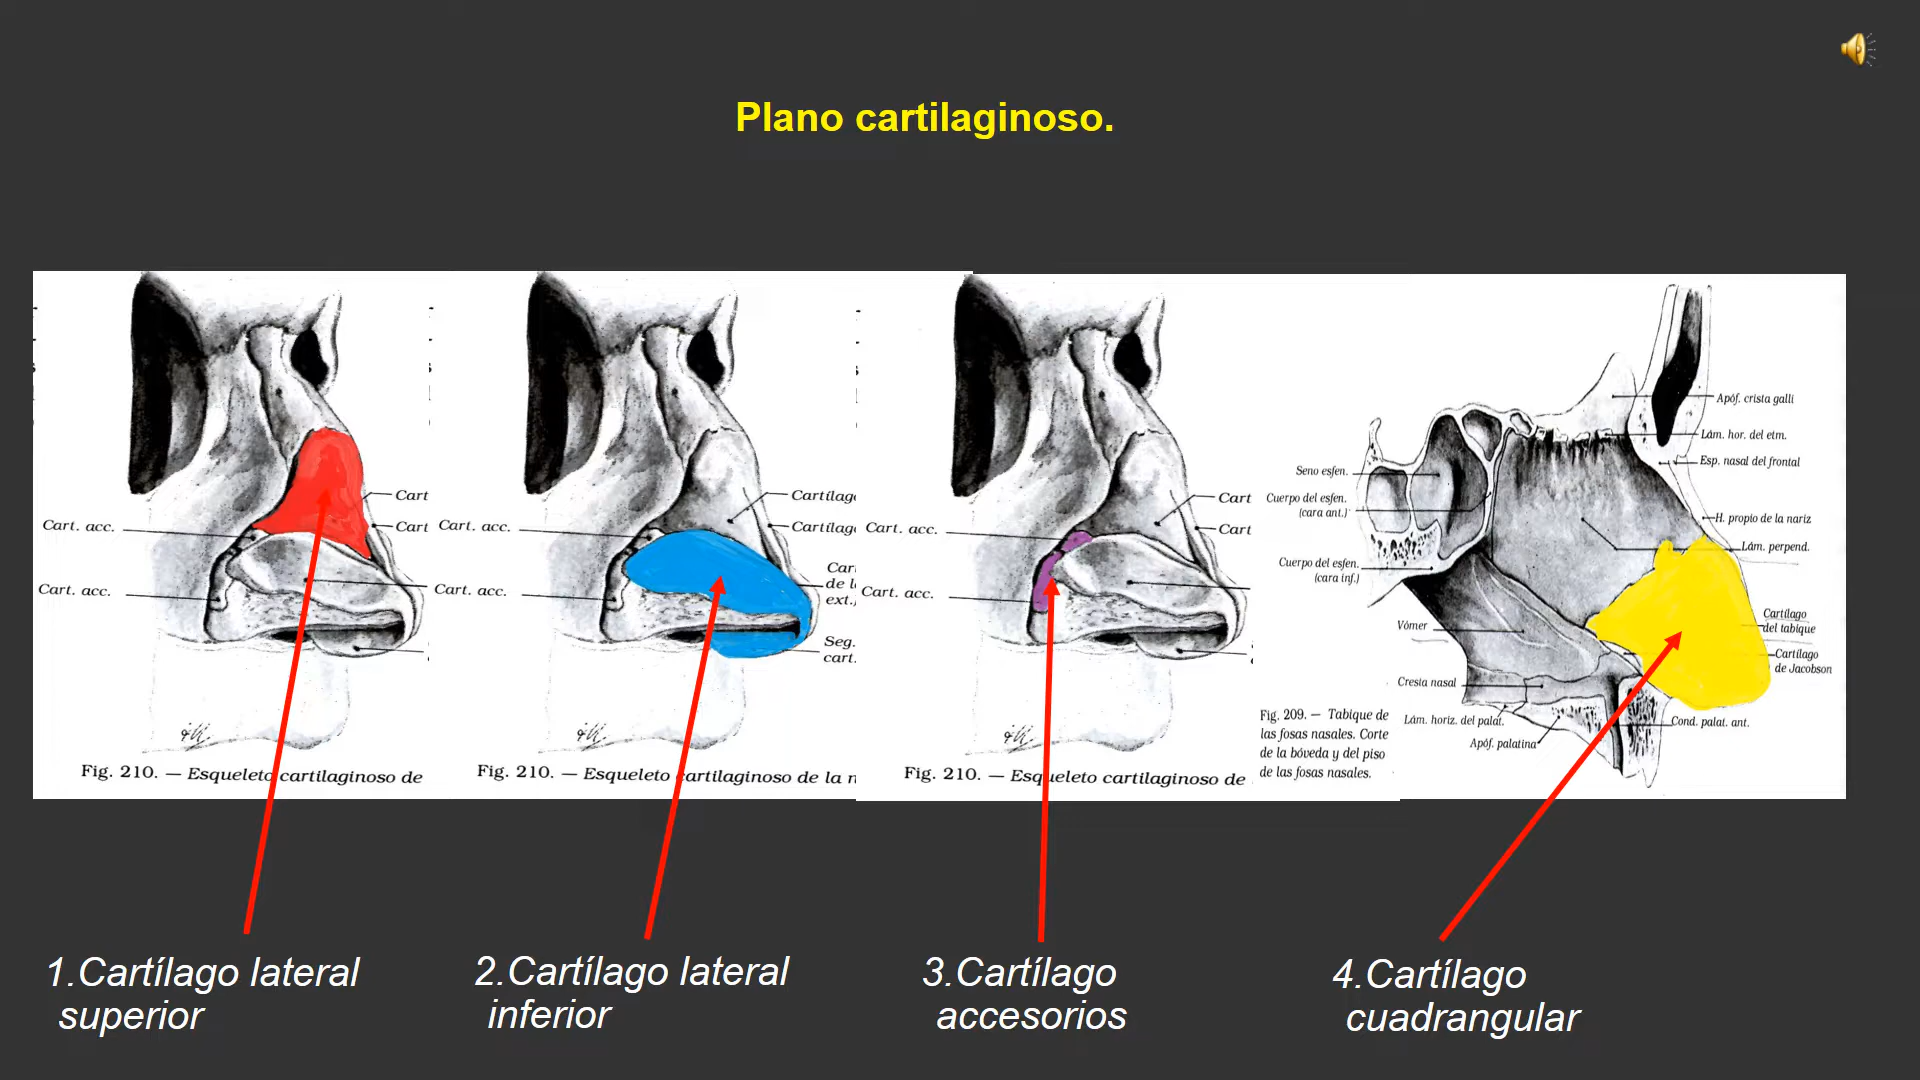 Plano cartilaginoso.
Cart
Cart. acc.
Cart
Cart. acc.
Fig. 210. — Esqueleto cartilaginoso de
Cartílago
Cart. acc.
Cartílago
Cart. acc.
Seg.
cart.
Fig. 210. — Esqueleto cartilaginoso de la n
Cart
Cart. acc.
Cart
Cart. acc.
Fig. 210. — Esqueleto cartilaginoso de
Apóf. crista galli
Lám. hor. del etm.
Esp. nasal del frontal
Seno esfen.
Cuerpo del esfen.
(cara ant.)
H. propio de la nariz
Lám. perpend.
Cuerpo del esfen.
(cara inf.)
Cartílago
del tabique
Vómer
Cartílago
de Jacobson
Cresta nasal
Lám. horiz. del palat.
Cond. palat. ant.
Apóf. palatina
Fig. 209. — Tabique de
las fosas nasales. Corte
de la bóveda y del piso
de las fosas nasales.
1.Cartílago lateral
superior
2.Cartílago lateral
inferior
3.Cartílago
accesorios
4.Cartílago
cuadrangular